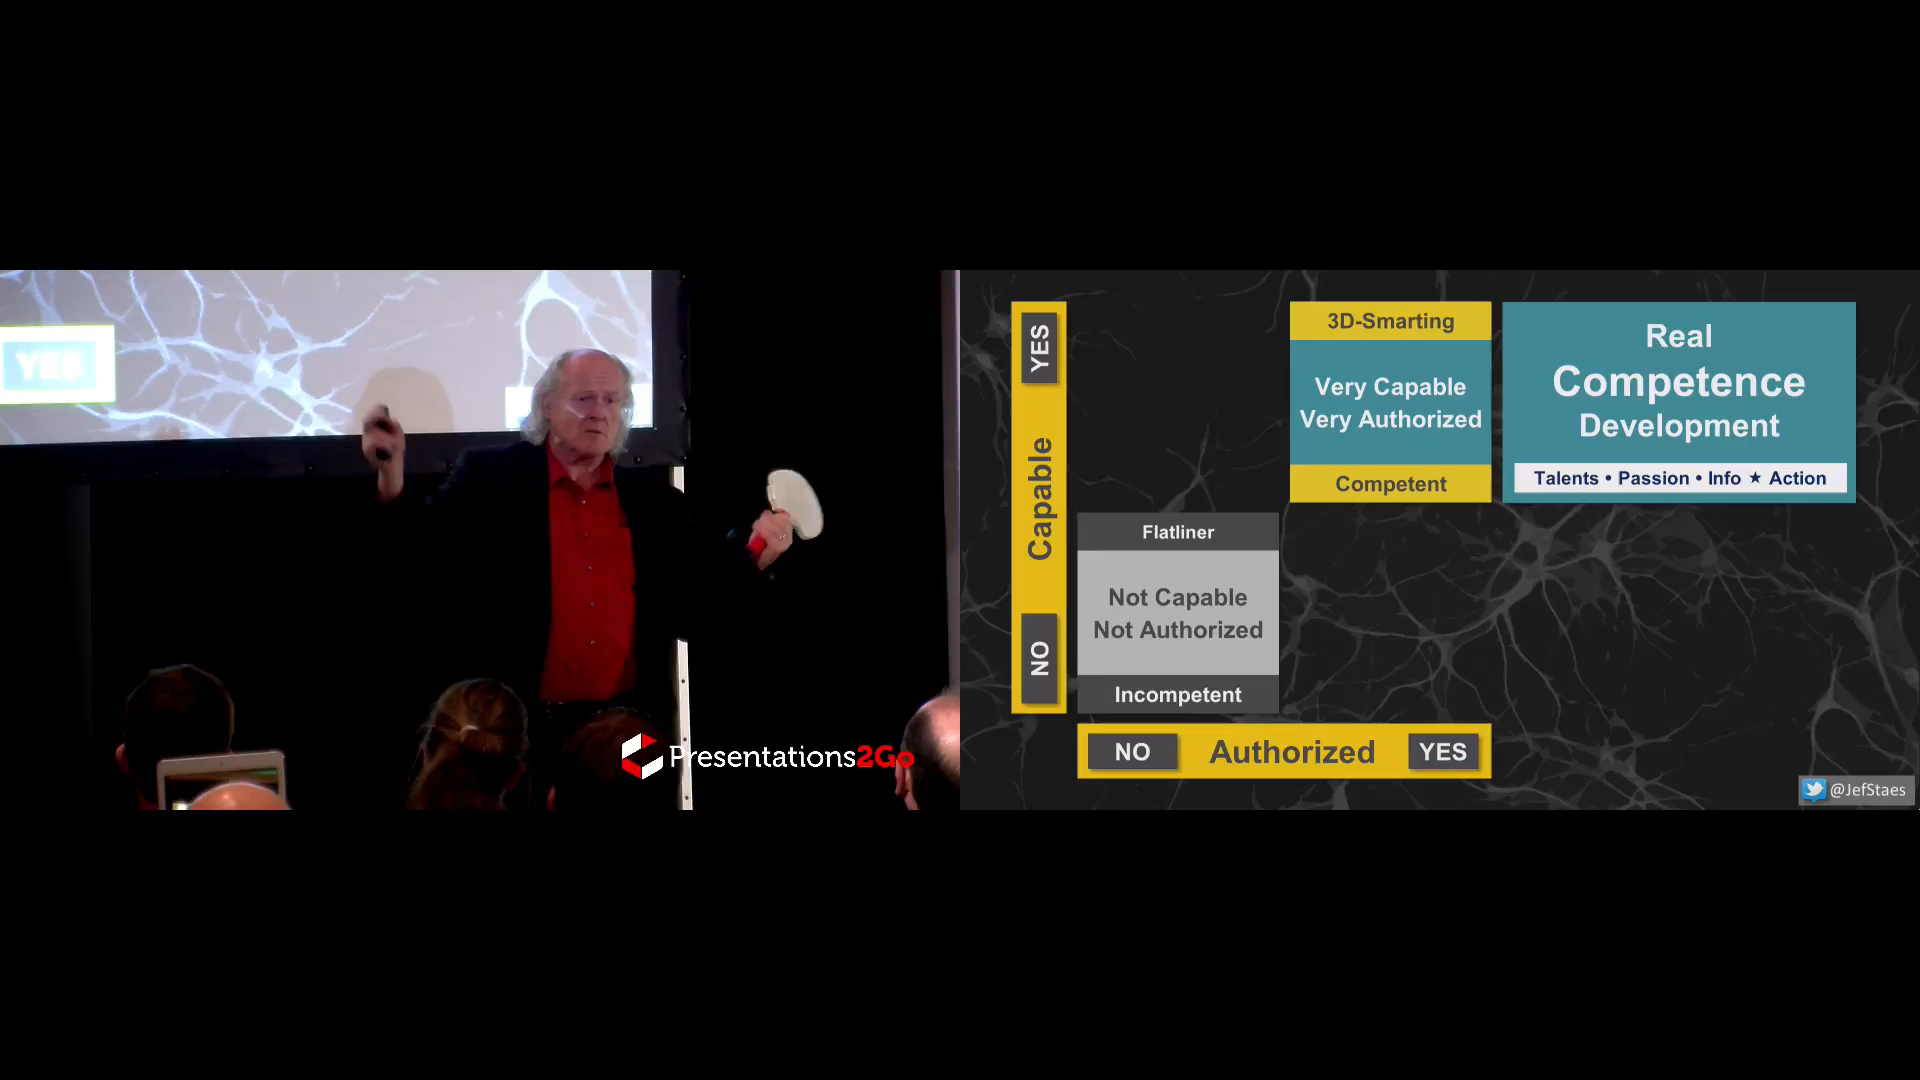 YES
Presentations2Go
YES
Capable
NO
3D-Smarting
Very Capable
Very Authorized
Competent
Real
Competence
Development
Talents • Passion • Info ★ Action
Flatliner
Not Capable
Not Authorized
Incompetent
NO
Authorized
YES
@JefStaes